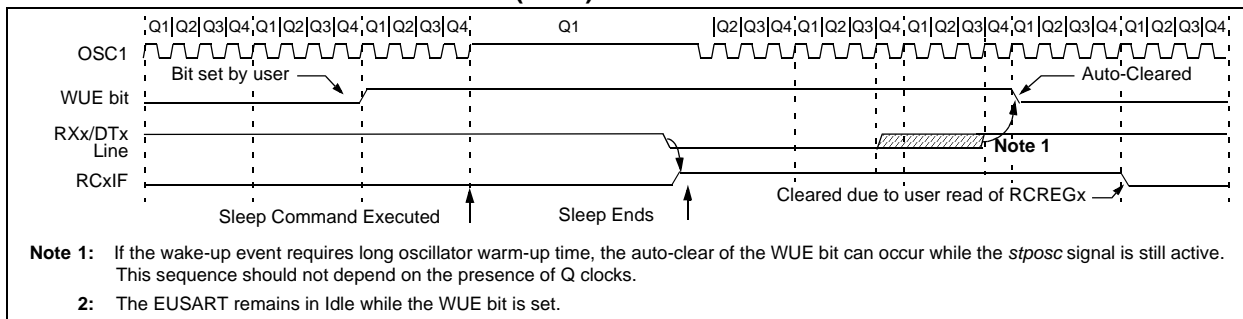 Q1 Q2 Q3 Q4 Q1 Q2 Q3 Q4 Q1 Q2 Q3 Q4 Q1 Q2 Q3 Q4 Q1 Q2 Q3 Q4 Q1 Q2 Q3 Q4 Q1 Q2 Q3 Q4 Q1 Q2 Q3 Q4
OSC1
Bit set by user
Auto-Cleared
WUE bit
RXx/DTx
Line
Note 1
RCxIF
Cleared due to user read of RCREGx
Sleep Command Executed
Sleep Ends
Note 1: If the wake-up event requires long oscillator warm-up time, the auto-clear of the WUE bit can occur while the stposc signal is still active.
This sequence should not depend on the presence of Q clocks.
2: The EUSART remains in Idle while the WUE bit is set.